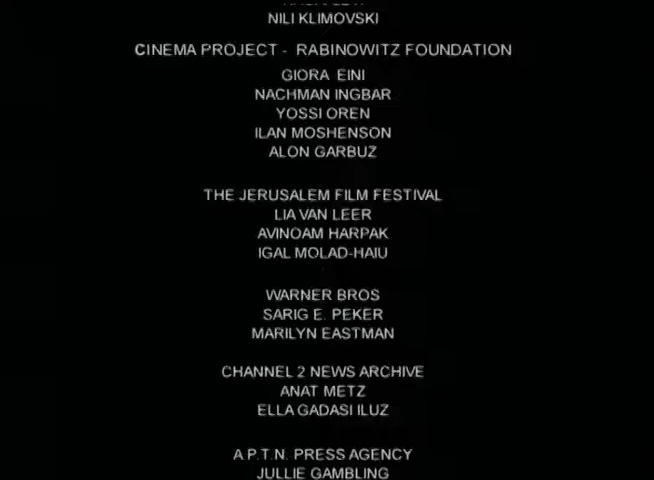 NILI KLIMOVSKI
CINEMA PROJECT - RABINOWITZ FOUNDATION
GIORA EINI
NACHMAN INGBAR
YOSSI OREN
ILAN MOSHENSON
ALON GARBUZ
THE JERUSALEM FILM FESTIVAL
LIA VAN LEER
AVINOAM HARPAK
IGAL MOLAD-HAIU
WARNER BROS
SARIG E. PEKER
MARILYN EASTMAN
CHANNEL 2 NEWS ARCHIVE
ANAT METZ
ELLA GADASI ILUZ
A.P.T.N. PRESS AGENCY
JULLIE GAMBLING